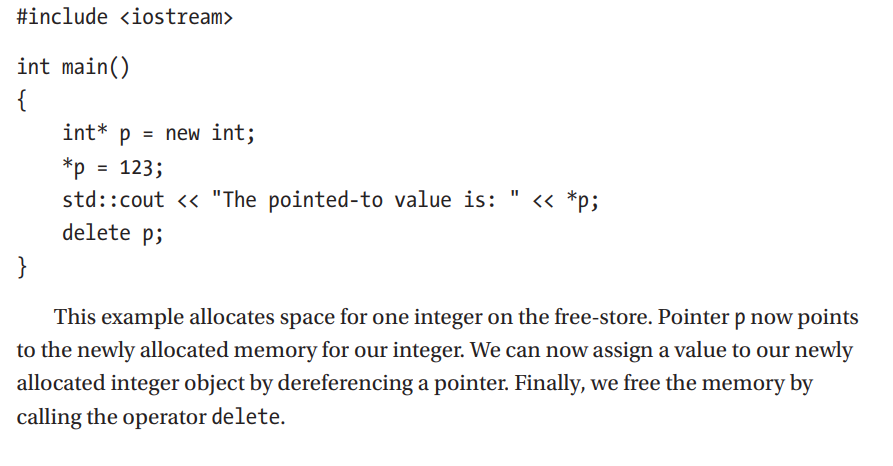 #include <iostream>
int main()
{
    int* p = new int;
    *p = 123;
    std::cout << "The pointed-to value is: " << *p;
    delete p;
}
This example allocates space for one integer on the free-store. Pointer p now points
to the newly allocated memory for our integer. We can now assign a value to our newly
allocated integer object by dereferencing a pointer. Finally, we free the memory by
calling the operator delete.